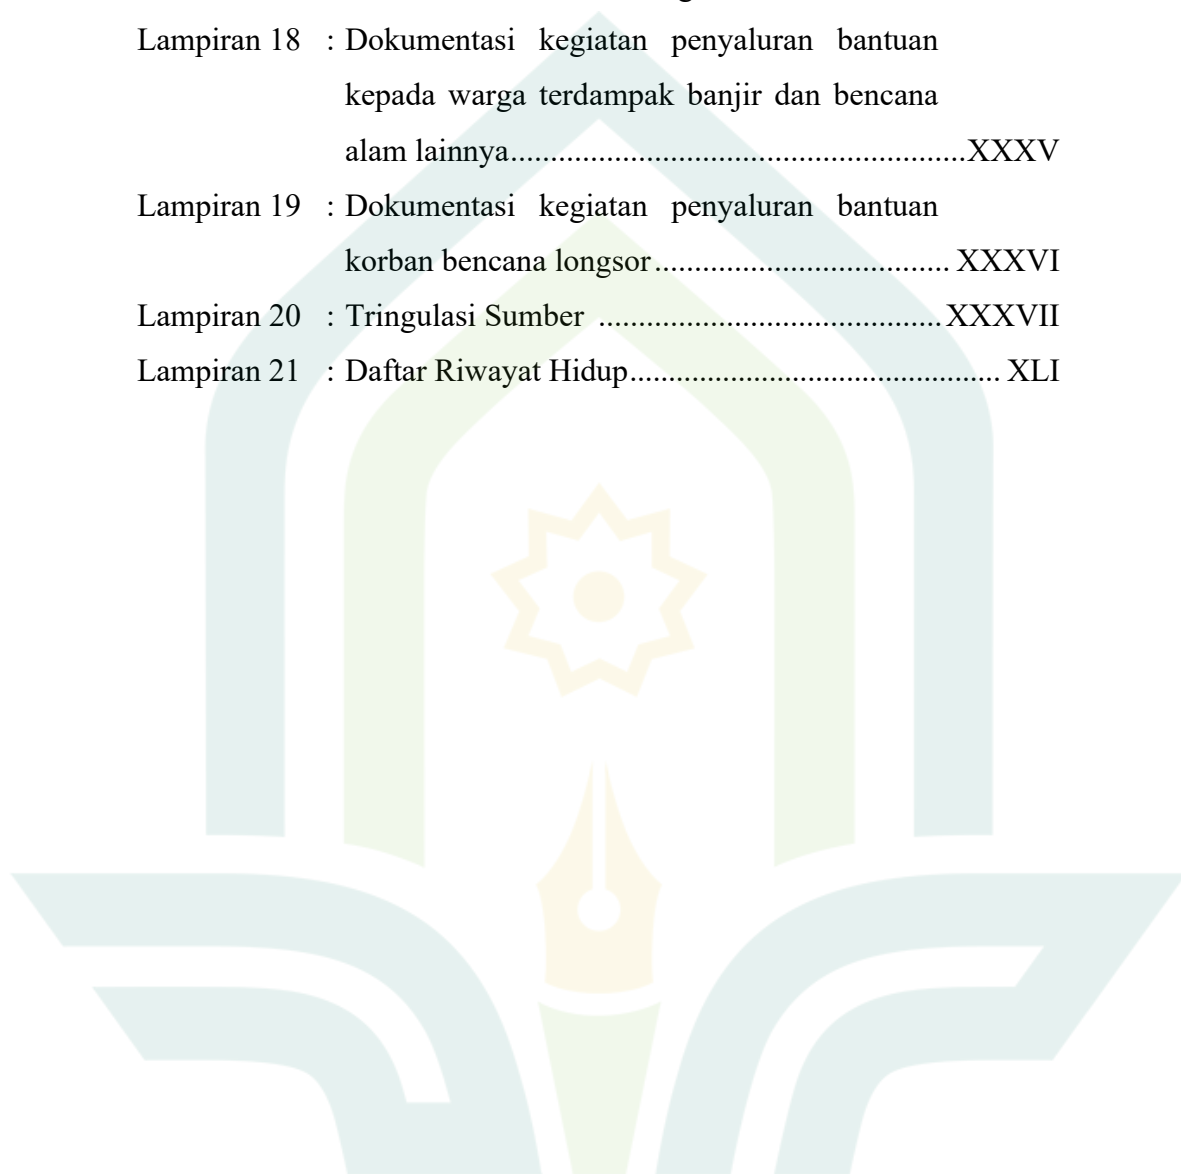 Lampiran 18 : Dokumentasi kegiatan penyaluran bantuan
kepada warga terdampak banjir dan bencana
alam lainnya.........................................................XXXV
Lampiran 19 : Dokumentasi kegiatan penyaluran bantuan
korban bencana longsor..................................... XXXVI
Lampiran 20 : Tringulasi Sumber ...........................................XXXVII
Lampiran 21 : Daftar Riwayat Hidup.............................................. XLI